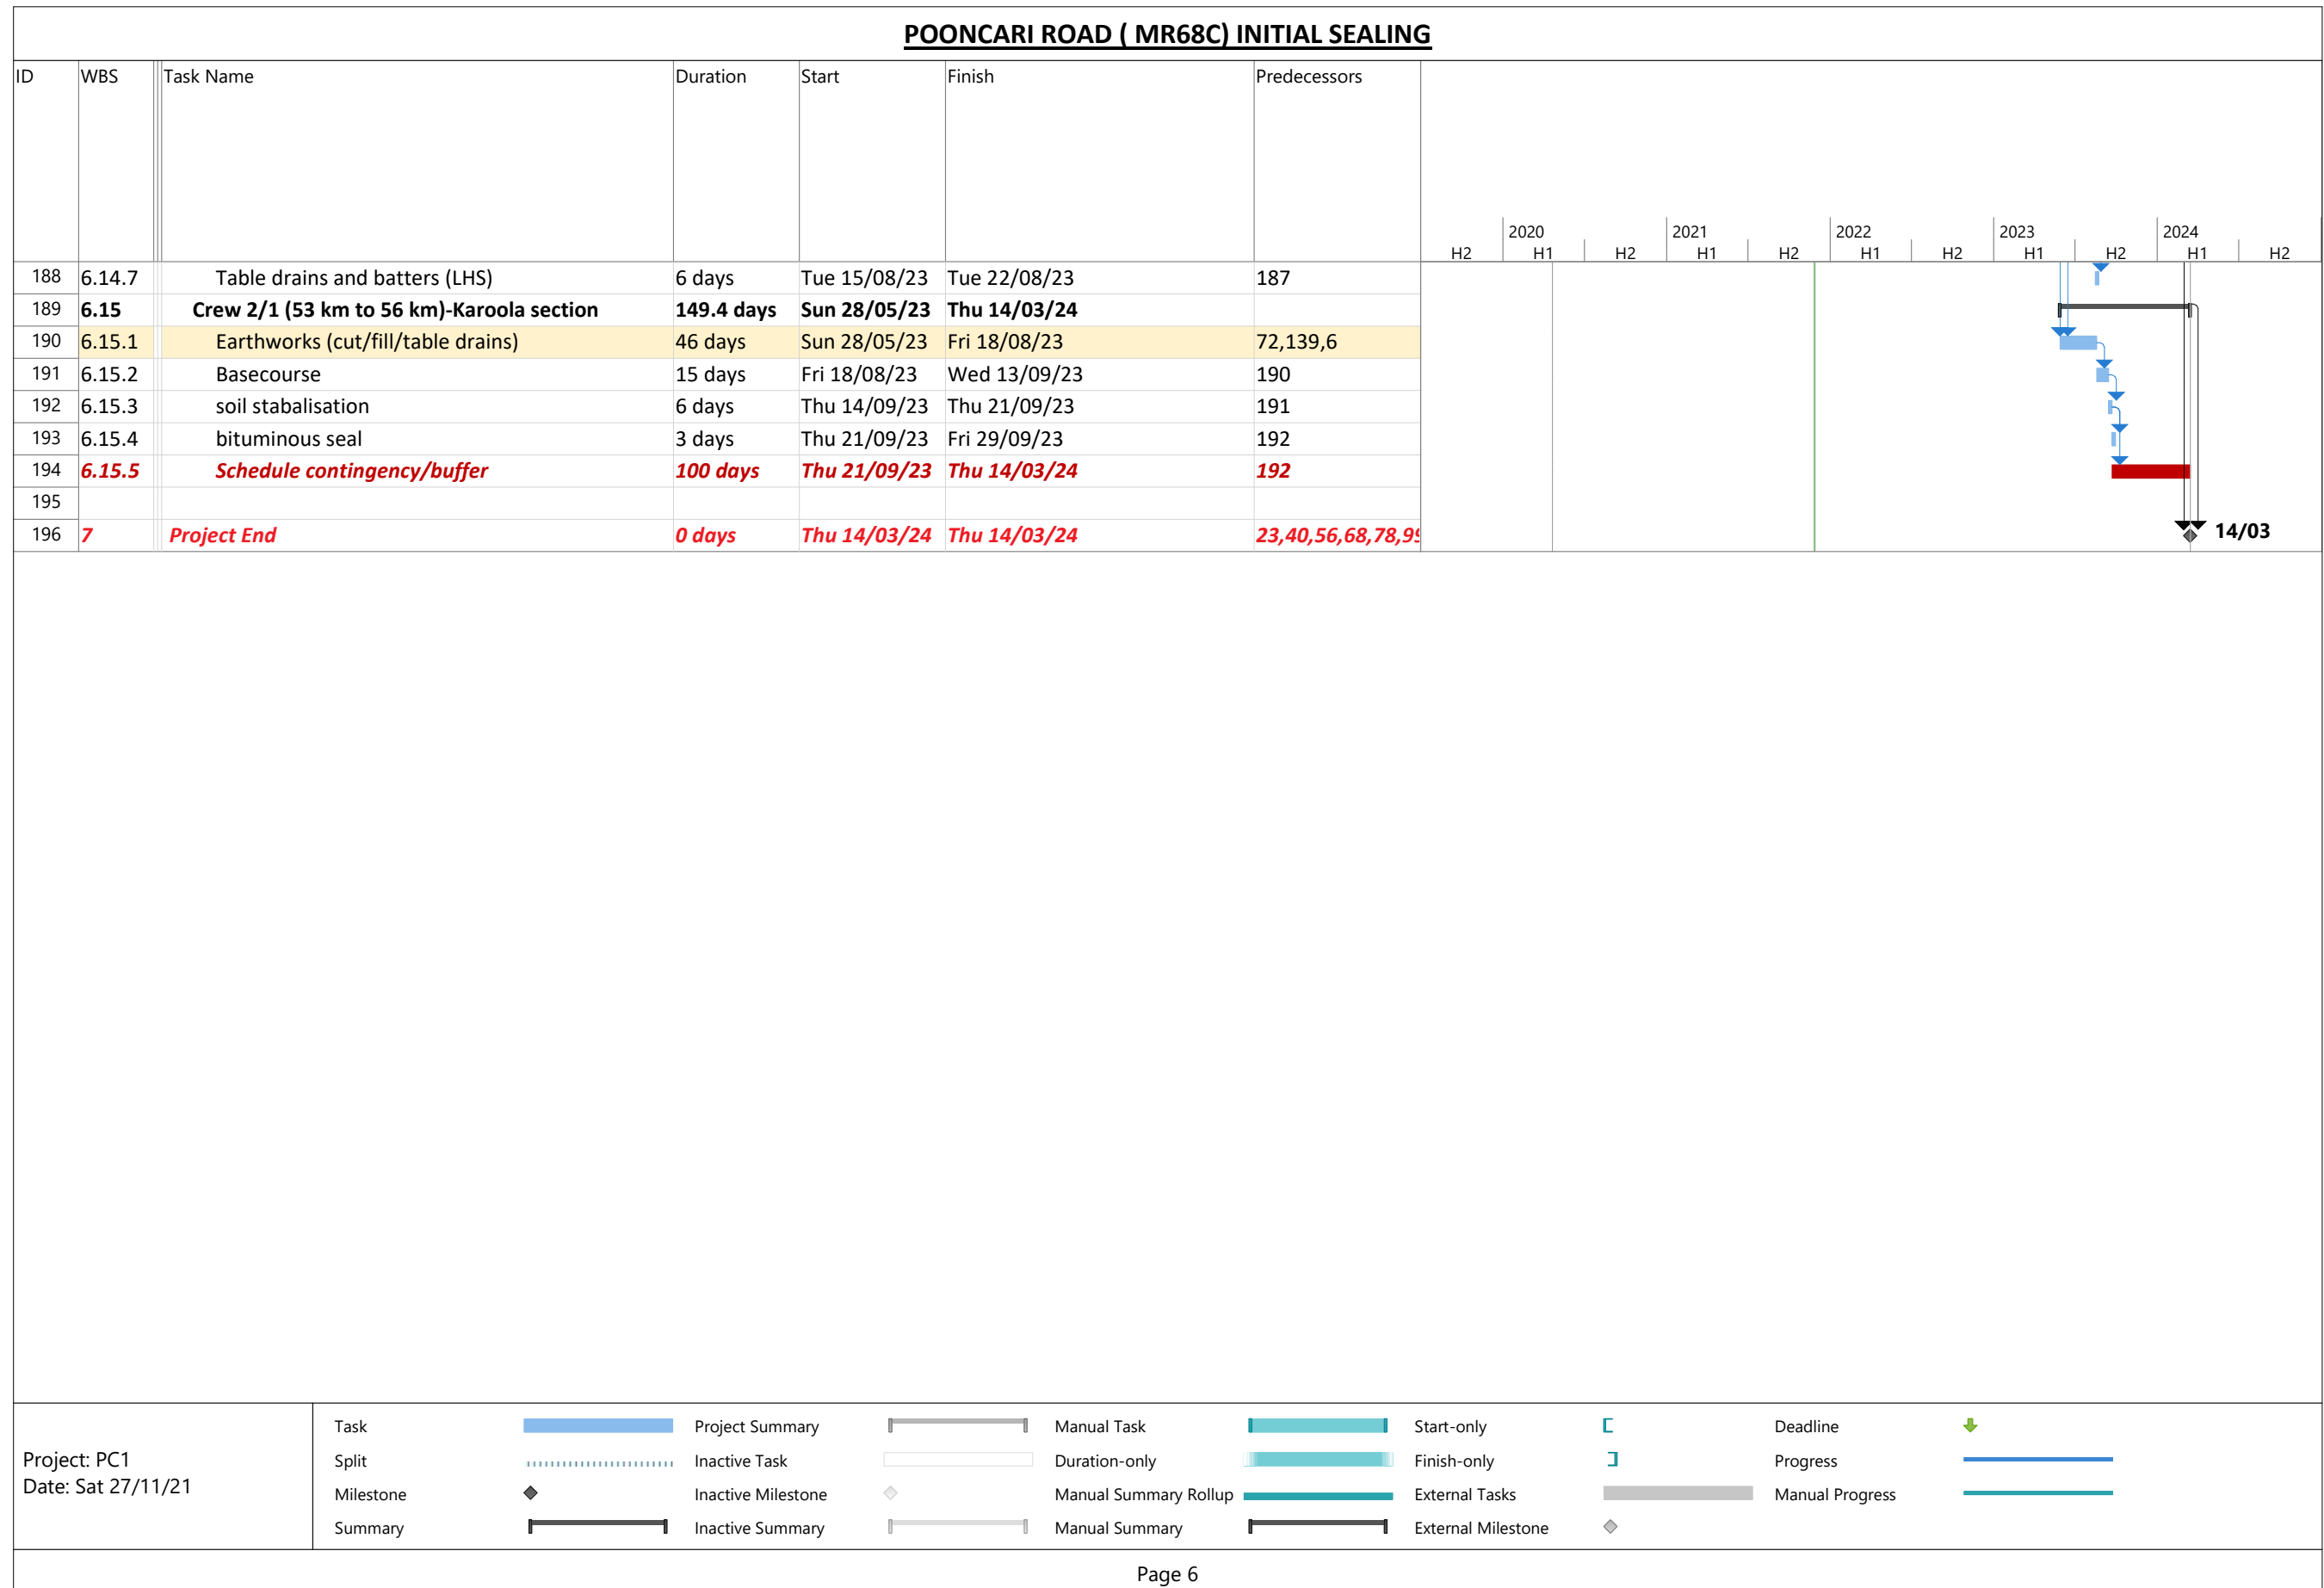 POONCARI ROAD ( MR68C) INITIAL SEALING
ID WBS Task Name Duration Start Finish Predecessors
2020 2021 2022 2023 2024
H2 H1 H2 H1 H2 H1 H2 H1 H2 H1 H2
188 6.14.7 Table drains and batters (LHS) 6 days Tue 15/08/23 Tue 22/08/23 187
189 6.15 Crew 2/1 (53 km to 56 km)-Karoola section 149.4 days Sun 28/05/23 Thu 14/03/24
190 6.15.1 Earthworks (cut/fill/table drains) 46 days Sun 28/05/23 Fri 18/08/23 72,139,6
191 6.15.2 Basecourse 15 days Fri 18/08/23 Wed 13/09/23 190
192 6.15.3 soil stabalisation 6 days Thu 14/09/23 Thu 21/09/23 191
193 6.15.4 bituminous seal 3 days Thu 21/09/23 Fri 29/09/23 192
194 6.15.5 Schedule contingency/buffer 100 days Thu 21/09/23 Thu 14/03/24 192
195
196 7 Project End 0 days Thu 14/03/24 Thu 14/03/24 23,40,56,68,78,99 14/03
Project: PC1
Date: Sat 27/11/21
Task Project Summary Manual Task Start-only Deadline
Split Inactive Task Duration-only Finish-only Progress
Milestone Inactive Milestone Manual Summary Rollup External Tasks Manual Progress
Summary Inactive Summary Manual Summary External Milestone
Page 6